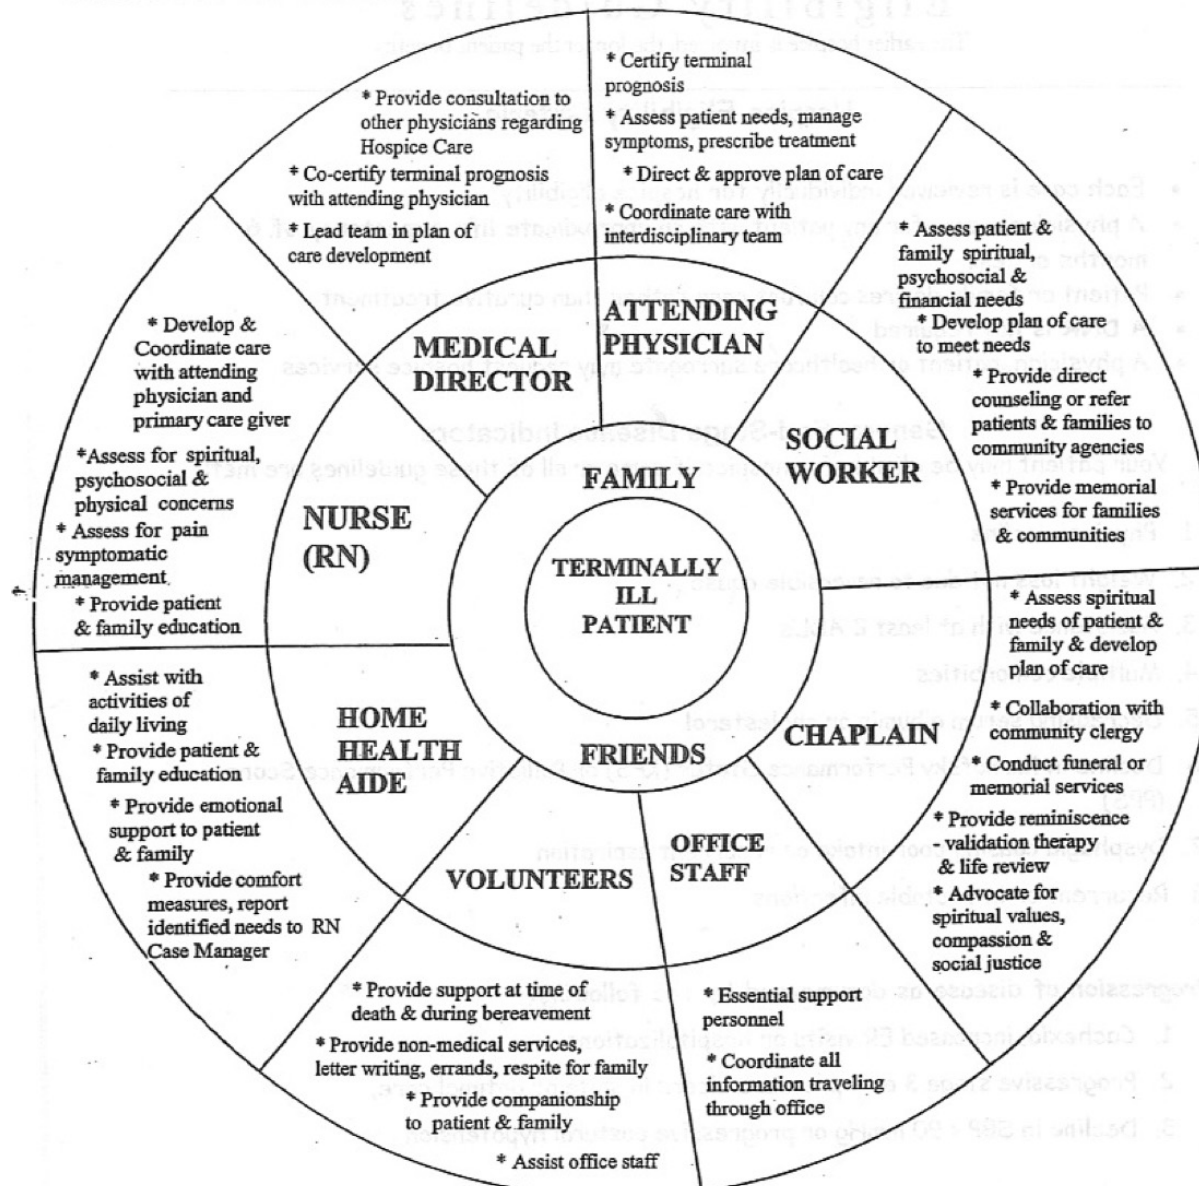 * Certify terminal
prognosis
* Assess patient needs, manage
symptoms, prescribe treatment
* Direct & approve plan of care
* Coordinate care with
interdisciplinary team
ATTENDING
PHYSICIAN
* Assess patient &
family spiritual,
psychosocial &
financial needs
* Develop plan of care
to meet needs
* Provide direct
counseling or refer
patients & families to
community agencies
* Provide memorial
services for families
& communities
SOCIAL
WORKER
* Assess spiritual
needs of patient &
family & develop
plan of care
* Collaboration with
community clergy
* Conduct funeral or
memorial services
* Provide reminiscence
- validation therapy
& life review
* Advocate for
spiritual values,
compassion &
social justice
CHAPLAIN
* Essential support
personnel
* Coordinate all
information traveling
through office
OFFICE
STAFF
* Provide support at time of
death & during bereavement
* Provide non-medical services,
letter writing, errands, respite for family
* Provide companionship
to patient & family
* Assist office staff
VOLUNTEERS
* Assist with
activities of
daily living
* Provide patient &
family education
* Provide emotional
support to patient
& family
* Provide comfort
measures, report
identified needs to RN
Case Manager
HOME
HEALTH
AIDE
* Develop &
Coordinate care
with attending
physician and
primary care giver
*Assess for spiritual,
psychosocial &
physical concerns
* Assess for pain
symptomatic
management
* Provide patient
& family education
NURSE
(RN)
* Provide consultation to
other physicians regarding
Hospice Care
* Co-certify terminal prognosis
with attending physician
* Lead team in plan of
care development
MEDICAL
DIRECTOR
FAMILY
TERMINALLY
ILL
PATIENT
FRIENDS